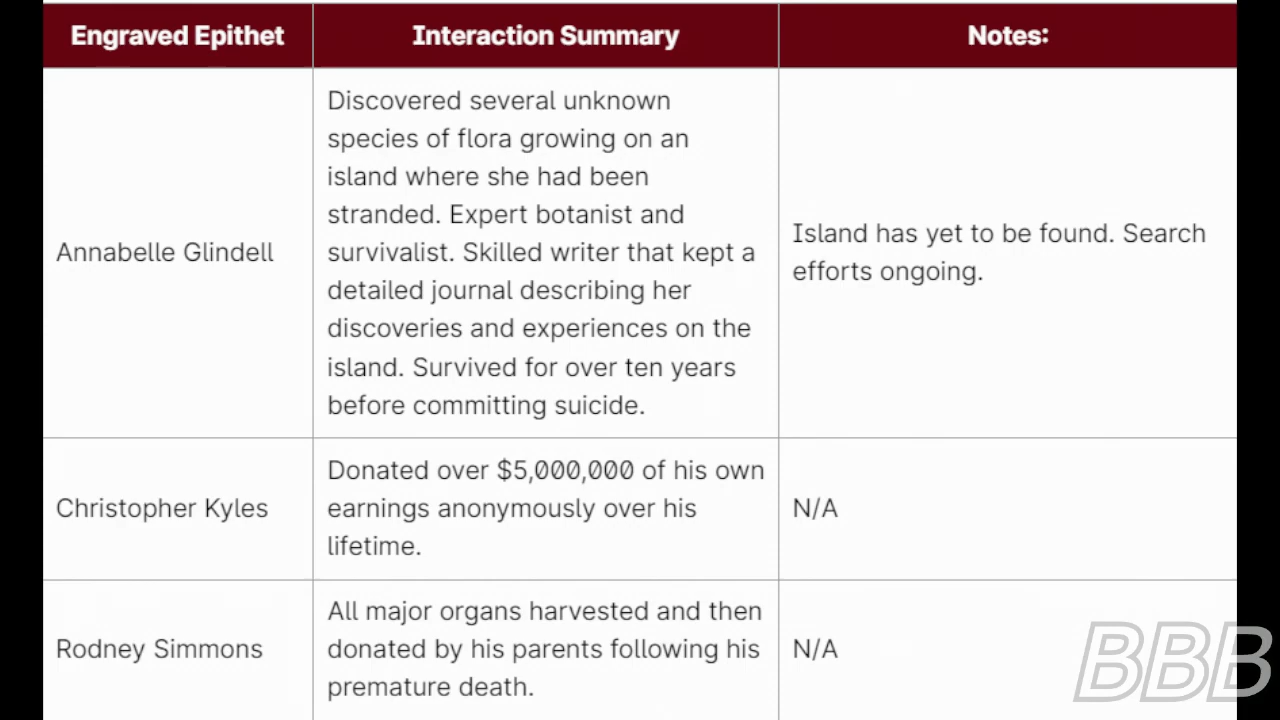 Engraved Epithet
Interaction Summary
Notes:
Annabelle Glindell
Discovered several unknown
species of flora growing on an
island where she had been
stranded. Expert botanist and
survivalist. Skilled writer that kept a
detailed journal describing her
discoveries and experiences on the
island. Survived for over ten years
before committing suicide.
Island has yet to be found. Search
efforts ongoing.
Christopher Kyles
Donated over $5,000,000 of his own
earnings anonymously over his
lifetime.
N/A
Rodney Simmons
All major organs harvested and then
donated by his parents following his
premature death.
N/A
BBB